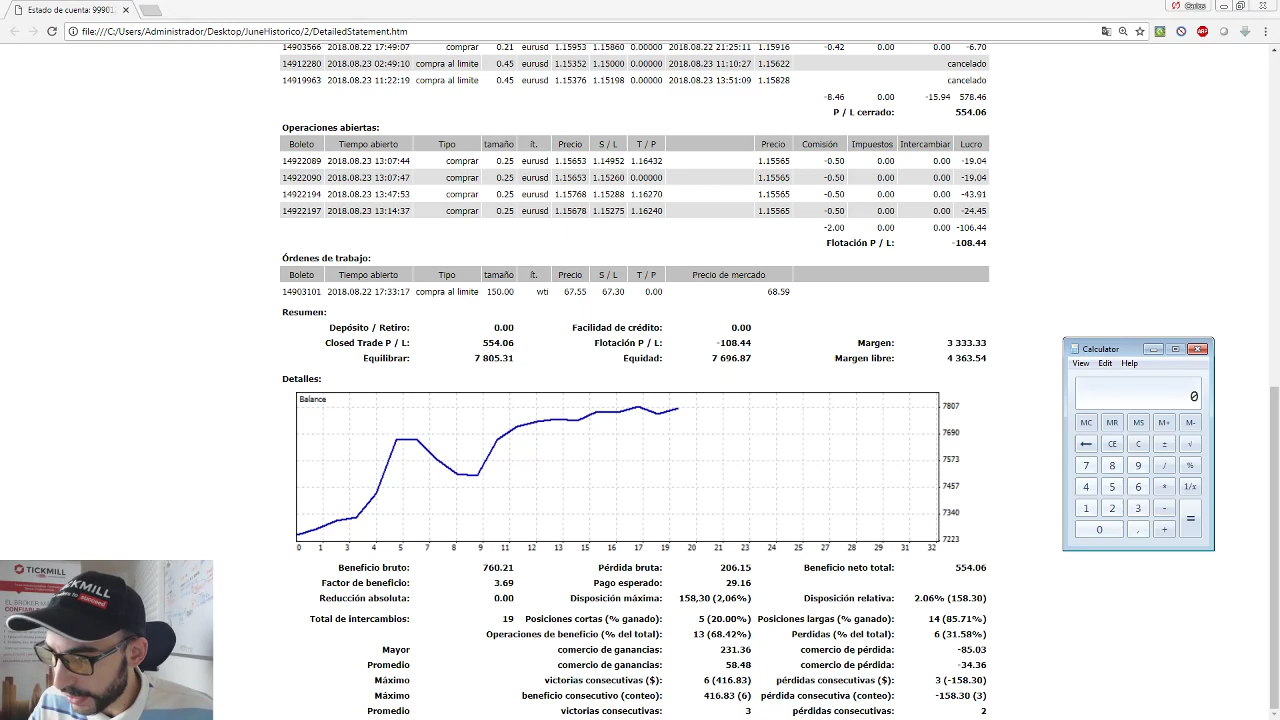 Estado de cuenta: 99901
Carlos
file:///C:/Users/Administrador/Desktop/JuneHistorico/2/DetailedStatement.htm
14903566 2018.08.22 17:49:07 comprar 0.21 eurusd 1.15953 1.15860 0.00000 2018.08.22 21:25:11 1.15916 -0.42 0.00 0.00 -6.70
14912280 2018.08.23 02:49:10 compra al limite 0.45 eurusd 1.15352 1.15000 0.00000 2018.08.23 11:10:27 1.15622 cancelado
14919963 2018.08.23 11:22:19 compra al limite 0.45 eurusd 1.15376 1.15198 0.00000 2018.08.23 13:51:09 1.15828 cancelado
-8.46 0.00 -15.94 578.46
P / L cerrado: 554.06
Operaciones abiertas:
Boleto Tiempo abierto Tipo tamaño ít. Precio S / L T / P Precio Comisión Impuestos Intercambiar Lucro
14922089 2018.08.23 13:07:44 comprar 0.25 eurusd 1.15653 1.14952 1.16432 1.15565 -0.50 0.00 0.00 -19.04
14922090 2018.08.23 13:07:47 comprar 0.25 eurusd 1.15653 1.15260 0.00000 1.15565 -0.50 0.00 0.00 -19.04
14922194 2018.08.23 13:47:53 comprar 0.25 eurusd 1.15768 1.15288 1.16270 1.15565 -0.50 0.00 0.00 -43.91
14922197 2018.08.23 13:14:37 comprar 0.25 eurusd 1.15678 1.15275 1.16240 1.15565 -0.50 0.00 0.00 -24.45
-2.00 0.00 0.00 -106.44
Flotación P / L: -108.44
Órdenes de trabajo:
Boleto Tiempo abierto Tipo tamaño ít. Precio S / L T / P Precio de mercado
14903101 2018.08.22 17:33:17 compra al limite 150.00 wti 67.55 67.30 0.00 68.59
Resumen:
Depósito / Retiro: 0.00 Facilidad de crédito: 0.00
Closed Trade P / L: 554.06 Flotación P / L: -108.44 Margen: 3 333.33
Equilibrar: 7 805.31 Equidad: 7 696.87 Margen libre: 4 363.54
Detalles:
Balance
7807
7690
7573
7457
7340
7223
0 1 3 4 5 7 8 9 11 12 13 15 16 17 19 20 21 23 24 25 27 28 29 31 32
Beneficio bruto: 760.21 Pérdida bruta: 206.15 Beneficio neto total: 554.06
Factor de beneficio: 3.69 Pago esperado: 29.16
Reducción absoluta: 0.00 Disposición máxima: 158,30 (2,06%) Disposición relativa: 2.06% (158.30)
Total de intercambios: 19 Posiciones cortas (% ganado): 5 (20.00%) Posiciones largas (% ganado): 14 (85.71%)
Operaciones de beneficio (% del total): 13 (68.42%) Perdidas (% del total): 6 (31.58%)
Mayor comercio de ganancias: 231.36 comercio de pérdida: -85.03
Promedio comercio de ganancias: 58.48 comercio de pérdida: -34.36
Máximo victorias consecutivas ($): 6 (416.83) pérdidas consecutivas ($): 3 (-158.30)
Máximo beneficio consecutivo (conteo): 416.83 (6) pérdida consecutiva (conteo): -158.30 (3)
Promedio victorias consecutivas: 3 pérdidas consecutivas: 2
Calculator
View Edit Help
0
MC MR MS M+ M-
← CE C ± √
7 8 9 / %
4 5 6 * 1/x
1 2 3 - =
0 , +
TICKMILL
EL BROKER